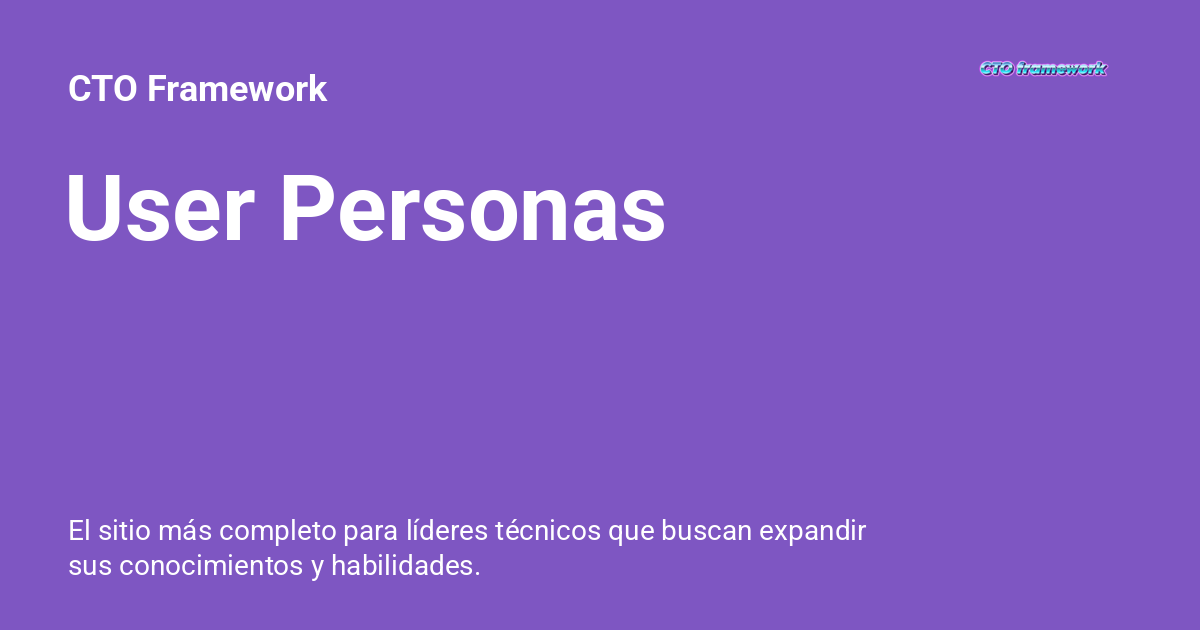 CTO Framework
CTO framework
User Personas
El sitio más completo para líderes técnicos que buscan expandir
sus conocimientos y habilidades.